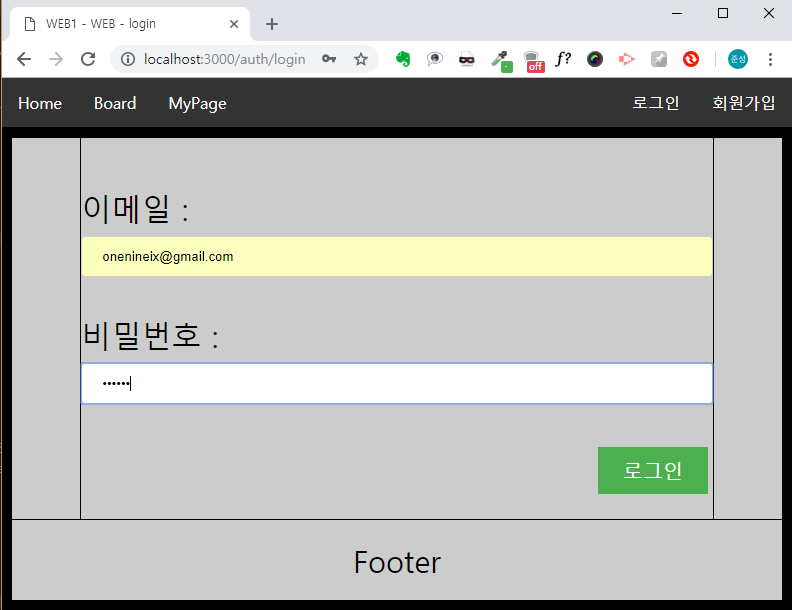 WEB1 - WEB - login
localhost:3000/auth/login
off
f?
준성
Home Board MyPage 로그인 회원가입
이메일 :
onenineix@gmail.com
비밀번호 :
••••••
로그인
Footer